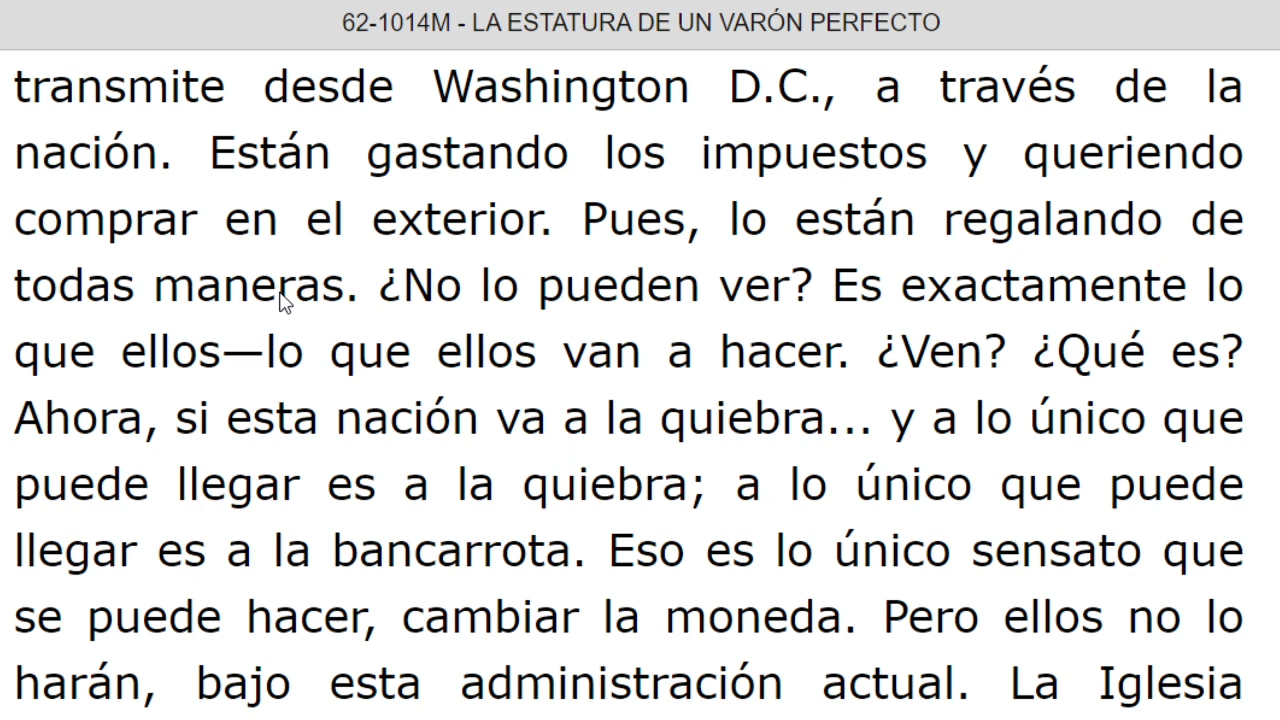 62-1014M - LA ESTATURA DE UN VARÓN PERFECTO
transmite desde Washington D.C., a través de la
nación. Están gastando los impuestos y queriendo
comprar en el exterior. Pues, lo están regalando de
todas maneras. ¿No lo pueden ver? Es exactamente lo
que ellos—lo que ellos van a hacer. ¿Ven? ¿Qué es?
Ahora, si esta nación va a la quiebra... y a lo único que
puede llegar es a la quiebra; a lo único que puede
llegar es a la bancarrota. Eso es lo único sensato que
se puede hacer, cambiar la moneda. Pero ellos no lo
harán, bajo esta administración actual. La Iglesia